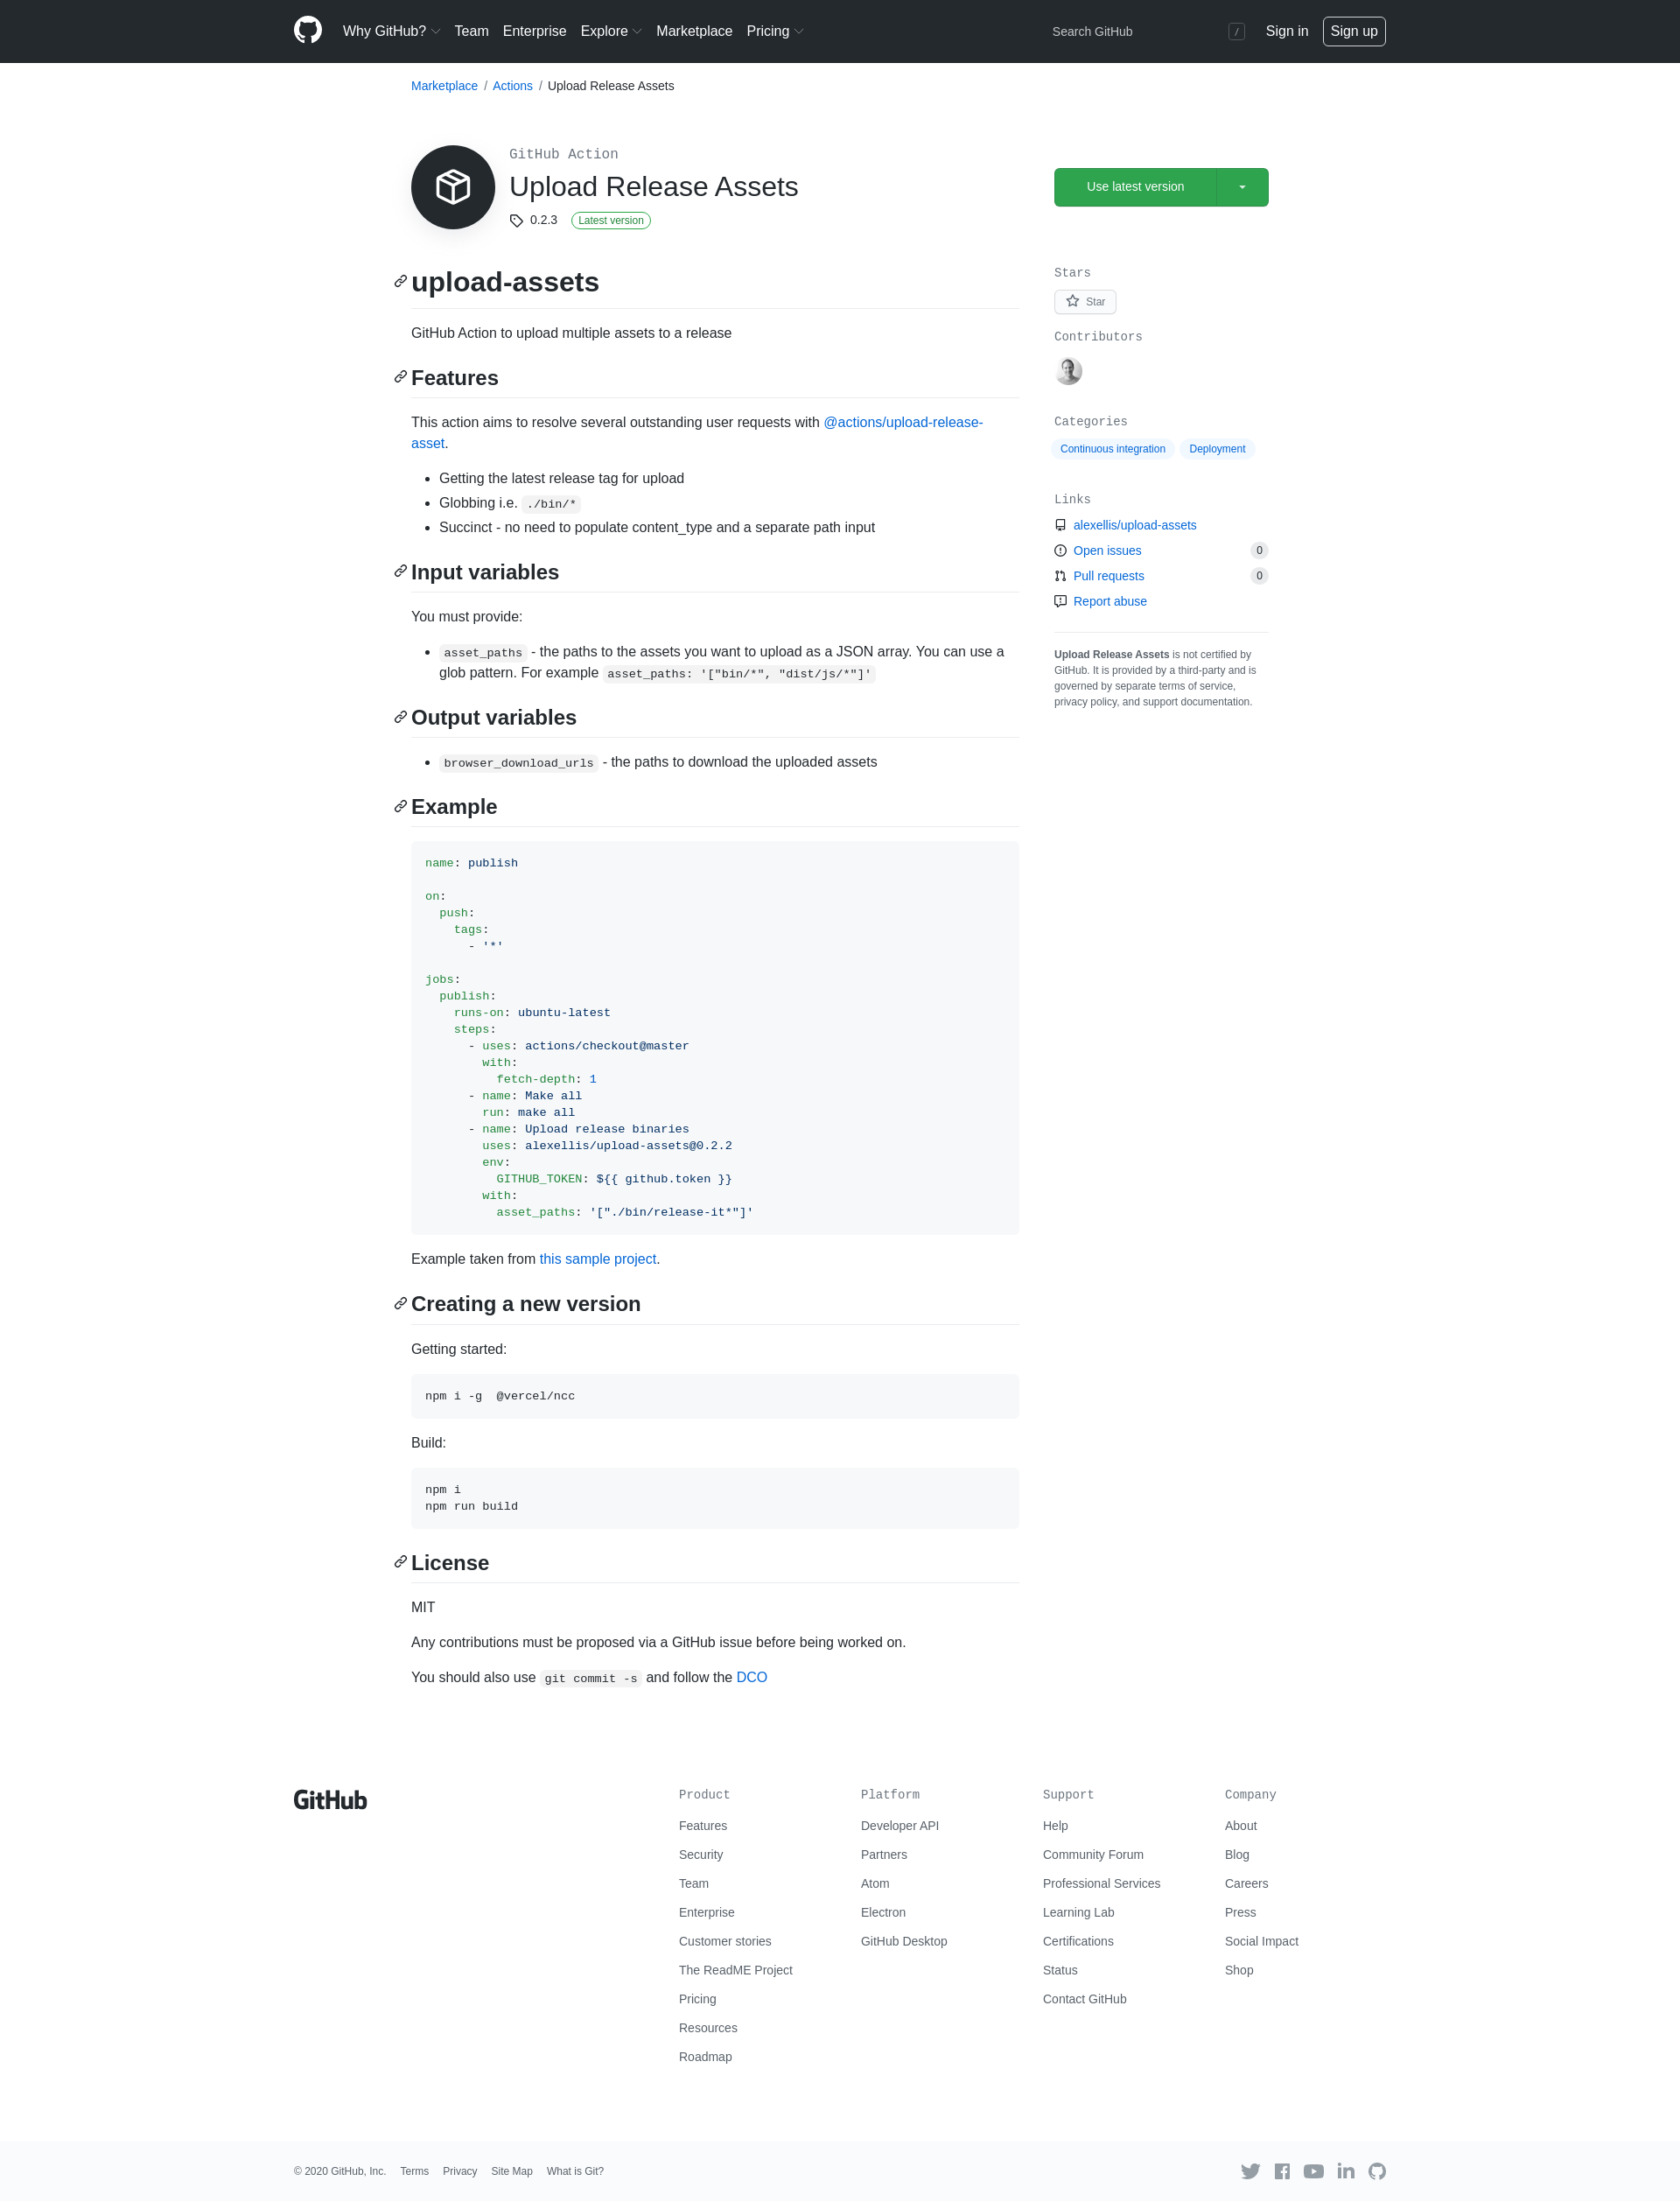 Why GitHub? Team Enterprise Explore Marketplace Pricing Search GitHub / Sign in Sign up
Marketplace / Actions / Upload Release Assets
GitHub Action
Upload Release Assets
0.2.3 Latest version
Use latest version
upload-assets
GitHub Action to upload multiple assets to a release
Features
This action aims to resolve several outstanding user requests with @actions/upload-release-
asset.
Getting the latest release tag for upload
Globbing i.e. ./bin/*
Succinct - no need to populate content_type and a separate path input
Input variables
You must provide:
asset_paths - the paths to the assets you want to upload as a JSON array. You can use a
glob pattern. For example asset_paths: '["bin/*", "dist/js/*"]'
Output variables
browser_download_urls - the paths to download the uploaded assets
Example
name: publish
on:
  push:
    tags:
      - '*'
jobs:
  publish:
    runs-on: ubuntu-latest
    steps:
      - uses: actions/checkout@master
        with:
          fetch-depth: 1
      - name: Make all
        run: make all
      - name: Upload release binaries
        uses: alexellis/upload-assets@0.2.2
        env:
          GITHUB_TOKEN: ${{ github.token }}
        with:
          asset_paths: '["./bin/release-it*"]'
Example taken from this sample project.
Creating a new version
Getting started:
npm i -g  @vercel/ncc
Build:
npm i
npm run build
License
MIT
Any contributions must be proposed via a GitHub issue before being worked on.
You should also use git commit -s and follow the DCO
Stars
Star
Contributors
Categories
Continuous integration Deployment
Links
alexellis/upload-assets
Open issues 0
Pull requests 0
Report abuse
Upload Release Assets is not certified by
GitHub. It is provided by a third-party and is
governed by separate terms of service,
privacy policy, and support documentation.
GitHub
Product
Features
Security
Team
Enterprise
Customer stories
The ReadME Project
Pricing
Resources
Roadmap
Platform
Developer API
Partners
Atom
Electron
GitHub Desktop
Support
Help
Community Forum
Professional Services
Learning Lab
Certifications
Status
Contact GitHub
Company
About
Blog
Careers
Press
Social Impact
Shop
© 2020 GitHub, Inc. Terms Privacy Site Map What is Git?